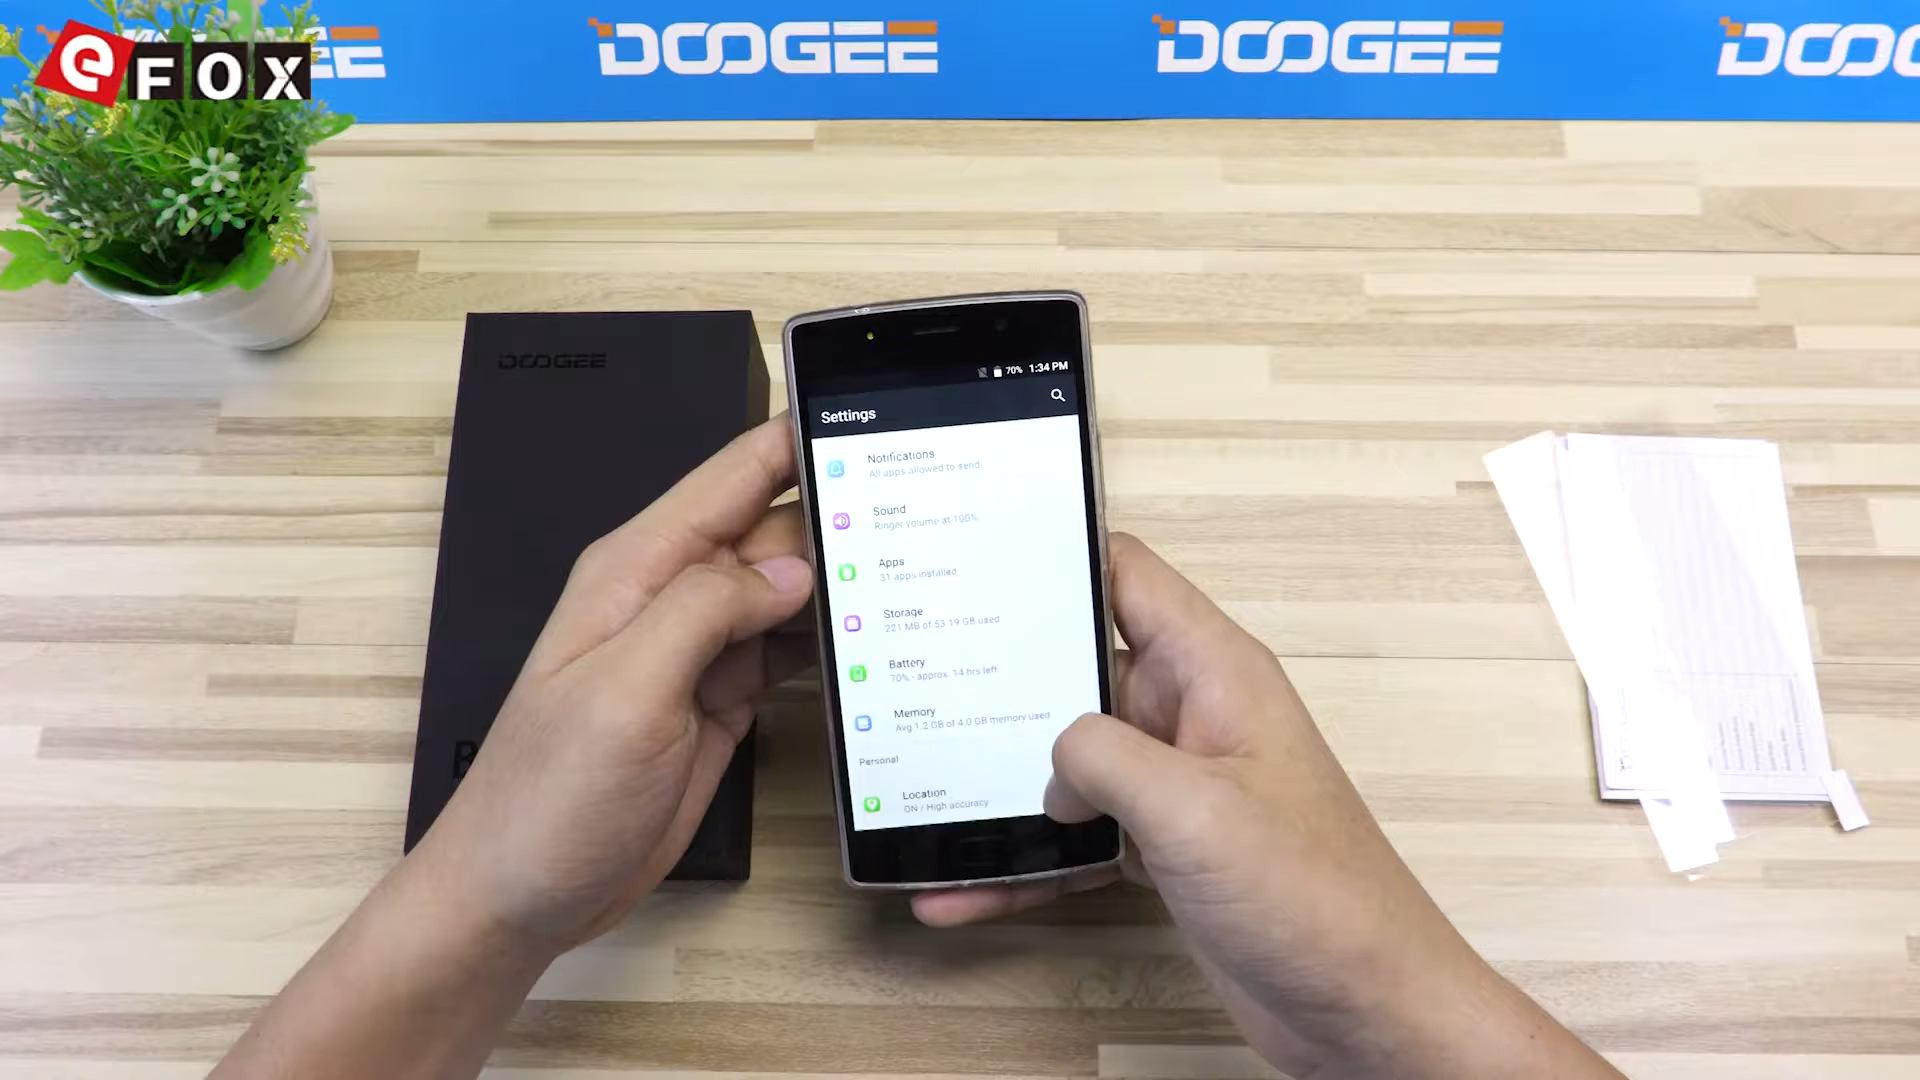 eFOX
DOOGEE
DOOGEE
DOOG
DOOGEE
70% 1:34 PM
Settings
Notifications
All apps allowed to send
Sound
Ringer volume at 100%
Apps
31 apps installed
Storage
221 MB of 53.19 GB used
Battery
70% - approx. 14 hrs left
Memory
Avg 1.2 GB of 4.0 GB memory used
Personal
Location
ON / High accuracy